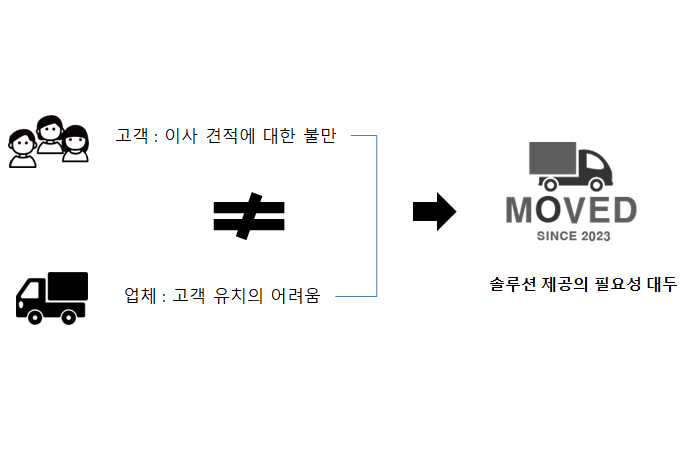 고객 : 이사 견적에 대한 불만
≠
업체 : 고객 유치의 어려움
MOVED
SINCE 2023
솔루션 제공의 필요성 대두